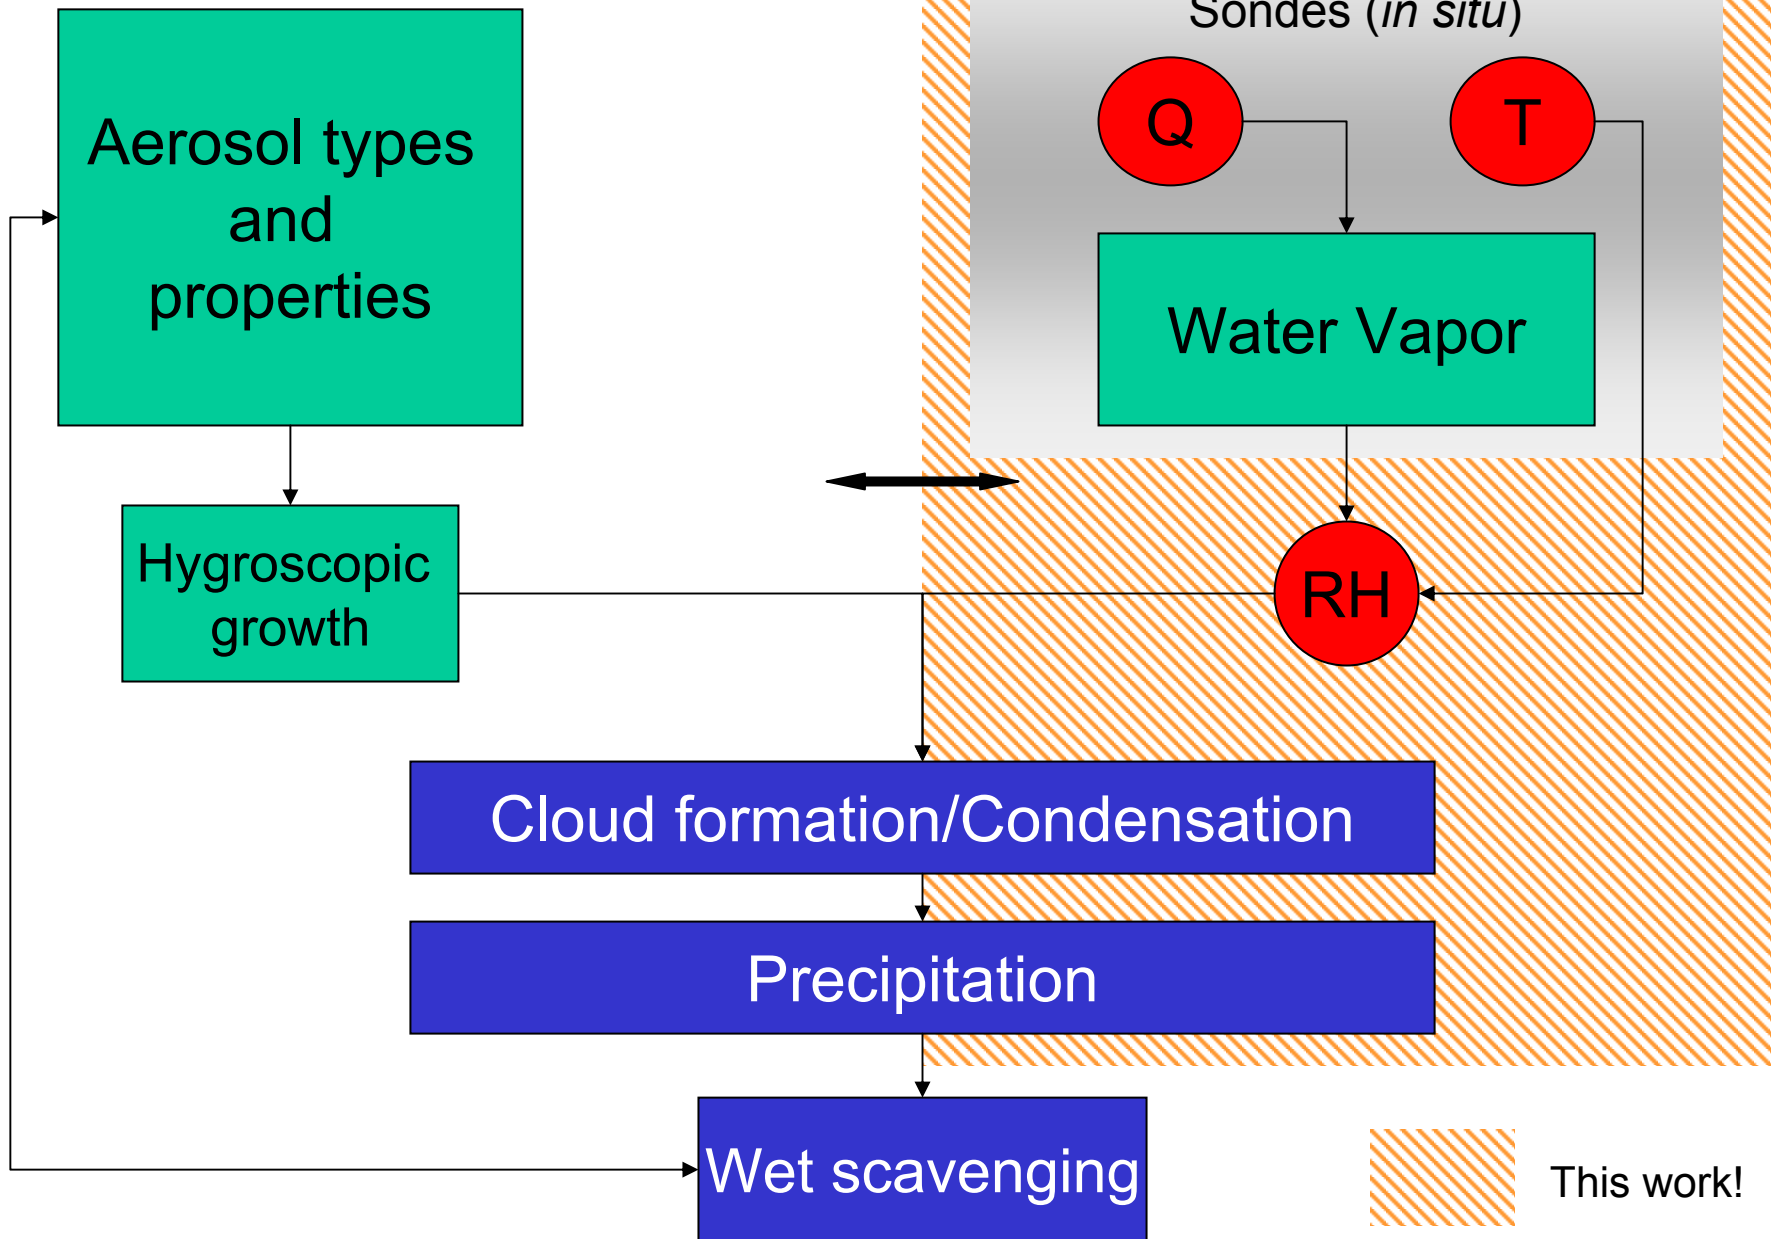 Sondes (in situ)
Q
T
Aerosol types
and
properties
Water Vapor
Hygroscopic
growth
RH
Cloud formation/Condensation
Precipitation
Wet scavenging
This work!